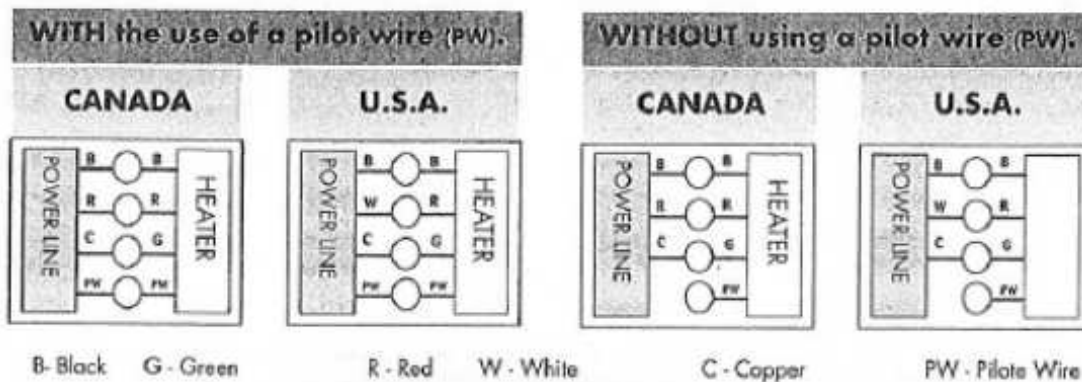 WITH the use of a pilot wire (PW). WITHOUT using a pilot wire (PW).
CANADA U.S.A. CANADA U.S.A.
POWER LINE HEATER POWER LINE HEATER POWER LINE HEATER POWER LINE
B B B B B B B B
R R W R R R W R
C G C G C G C G
PW PW PW PW PW PW
B- Black G - Green R - Red W - White C - Copper PW - Pilote Wire